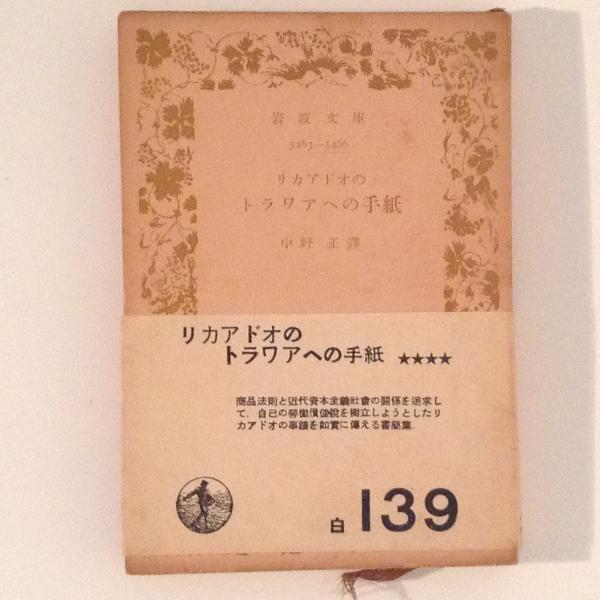 岩波文庫
5463―5466
リカアドオの
トラワアへの手紙
中野正譯
リカアドオの
トラワアへの手紙 ★★★★
商品法則と近代資本主義社會の關係を追求し
て、自己の勞働價値說を樹立しようとしたリ
カアドオの事蹟を如實に傳える書簡集.
白 139